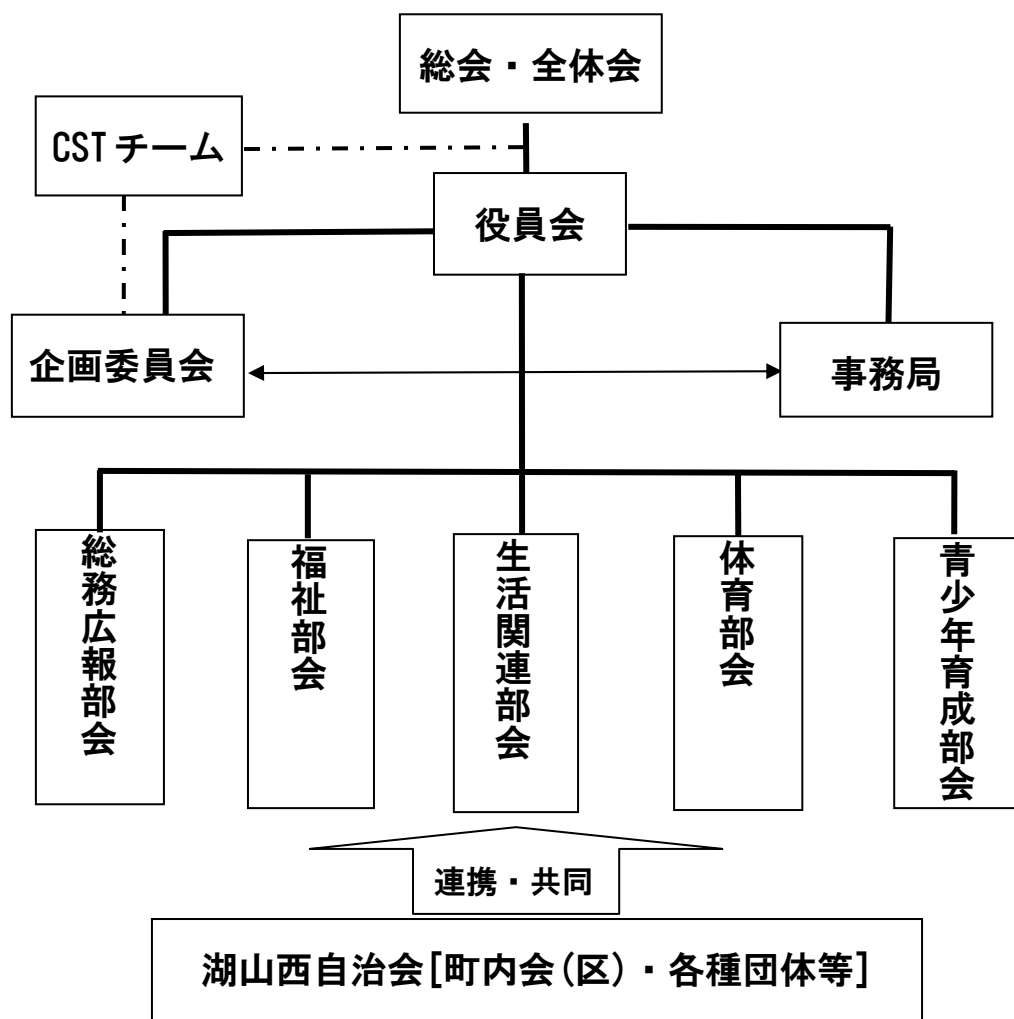 総会・全体会
CSTチーム
役員会
企画委員会
事務局
総務広報部会
福祉部会
生活関連部会
体育部会
青少年育成部会
連携・共同
湖山西自治会[町内会(区)・各種団体等]